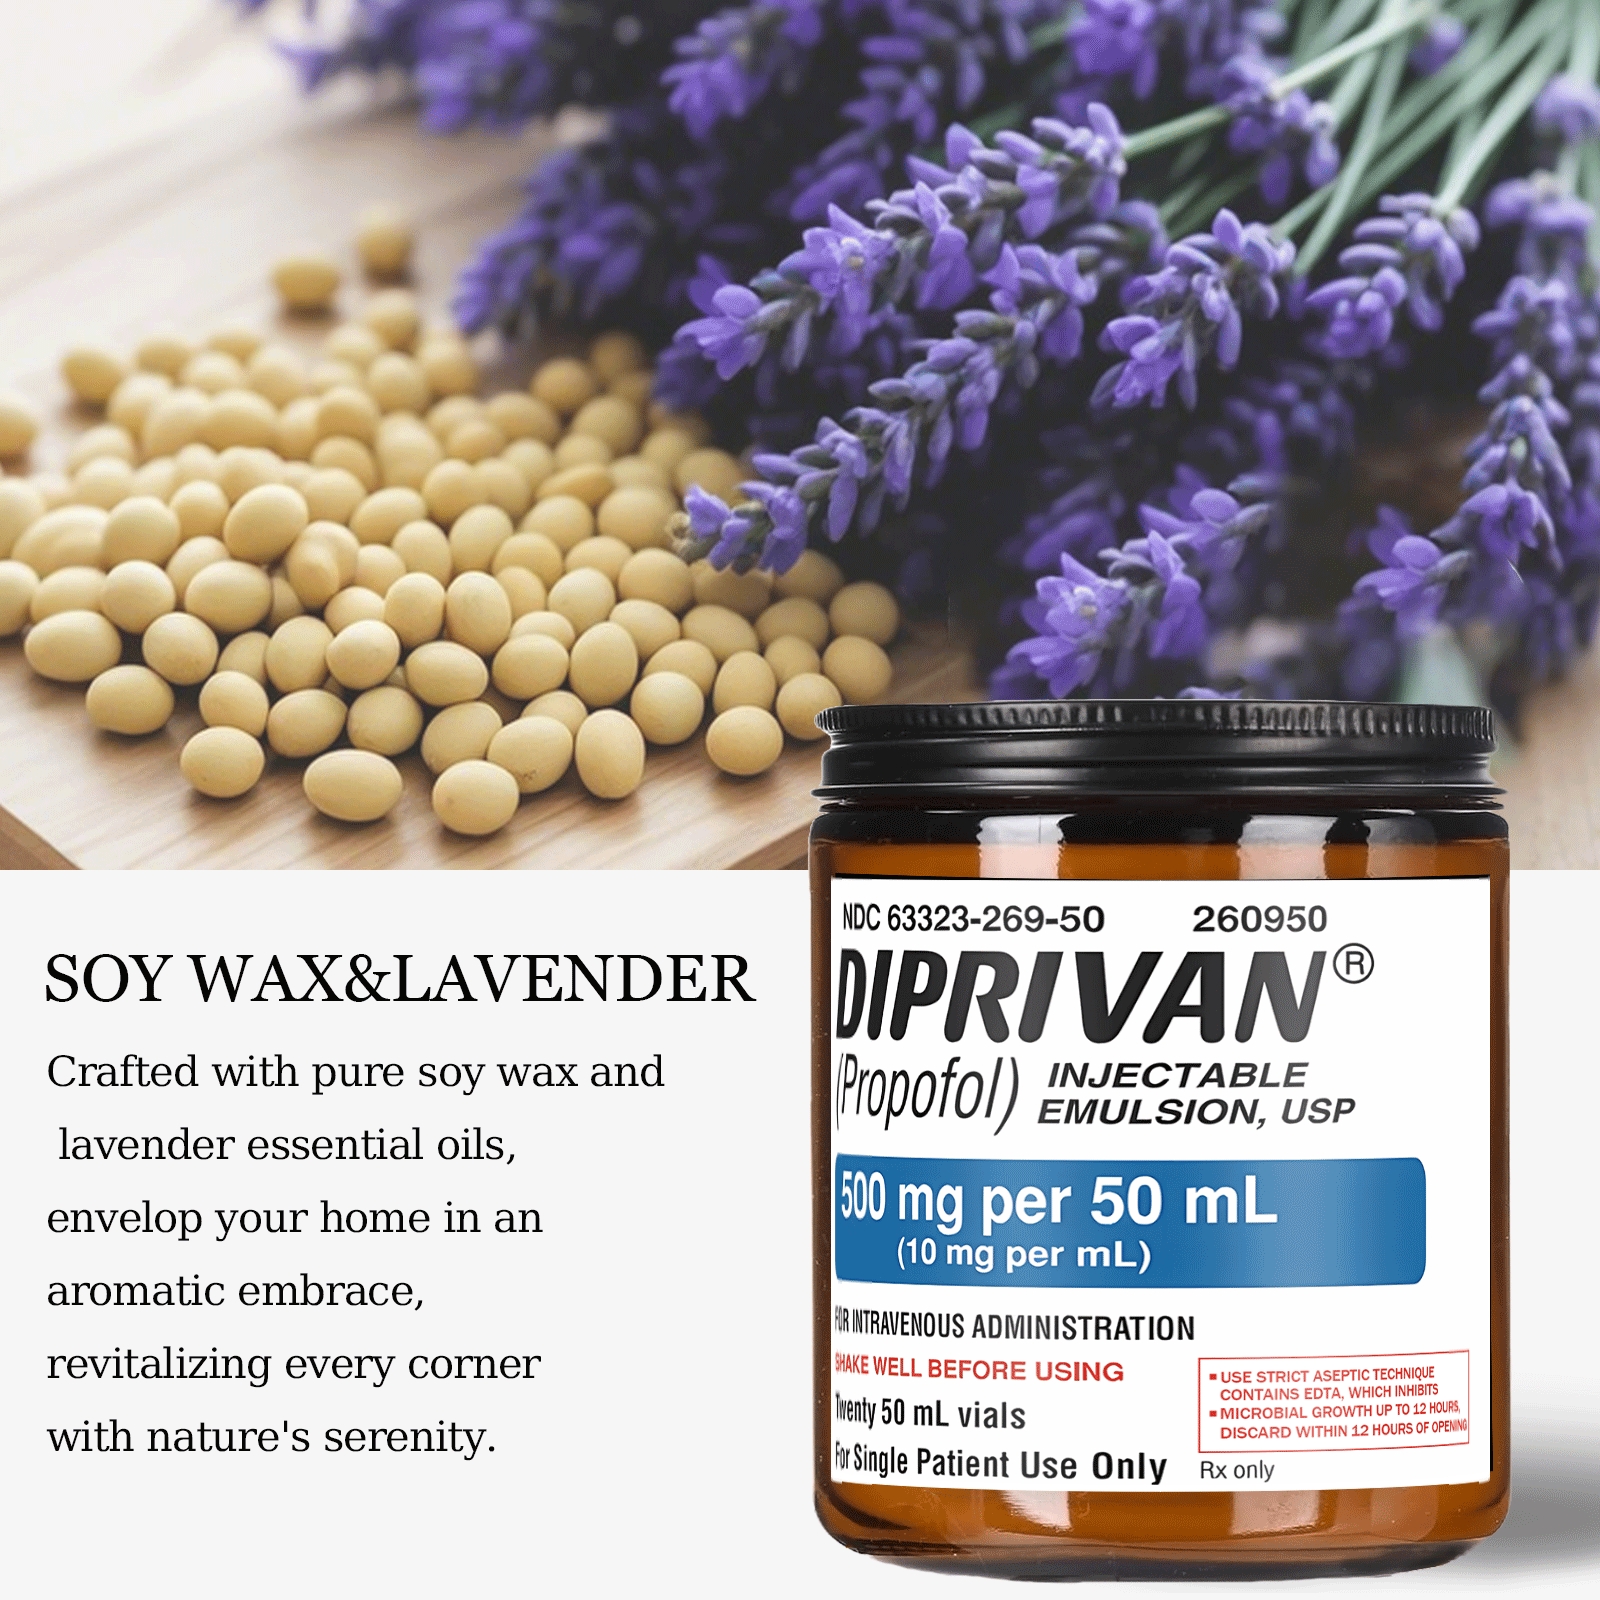 SOY WAX&LAVENDER
Crafted with pure soy wax and
lavender essential oils,
envelop your home in an
aromatic embrace,
revitalizing every corner
with nature's serenity.
NDC 63323-269-50 260950
DIPRIVAN®
(Propofol) INJECTABLE
EMULSION, USP
500 mg per 50 mL
(10 mg per mL)
FOR INTRAVENOUS ADMINISTRATION
SHAKE WELL BEFORE USING
Twenty 50 mL vials
For Single Patient Use Only
▪ USE STRICT ASEPTIC TECHNIQUE
CONTAINS EDTA, WHICH INHIBITS
▪ MICROBIAL GROWTH UP TO 12 HOURS,
DISCARD WITHIN 12 HOURS OF OPENING
Rx only